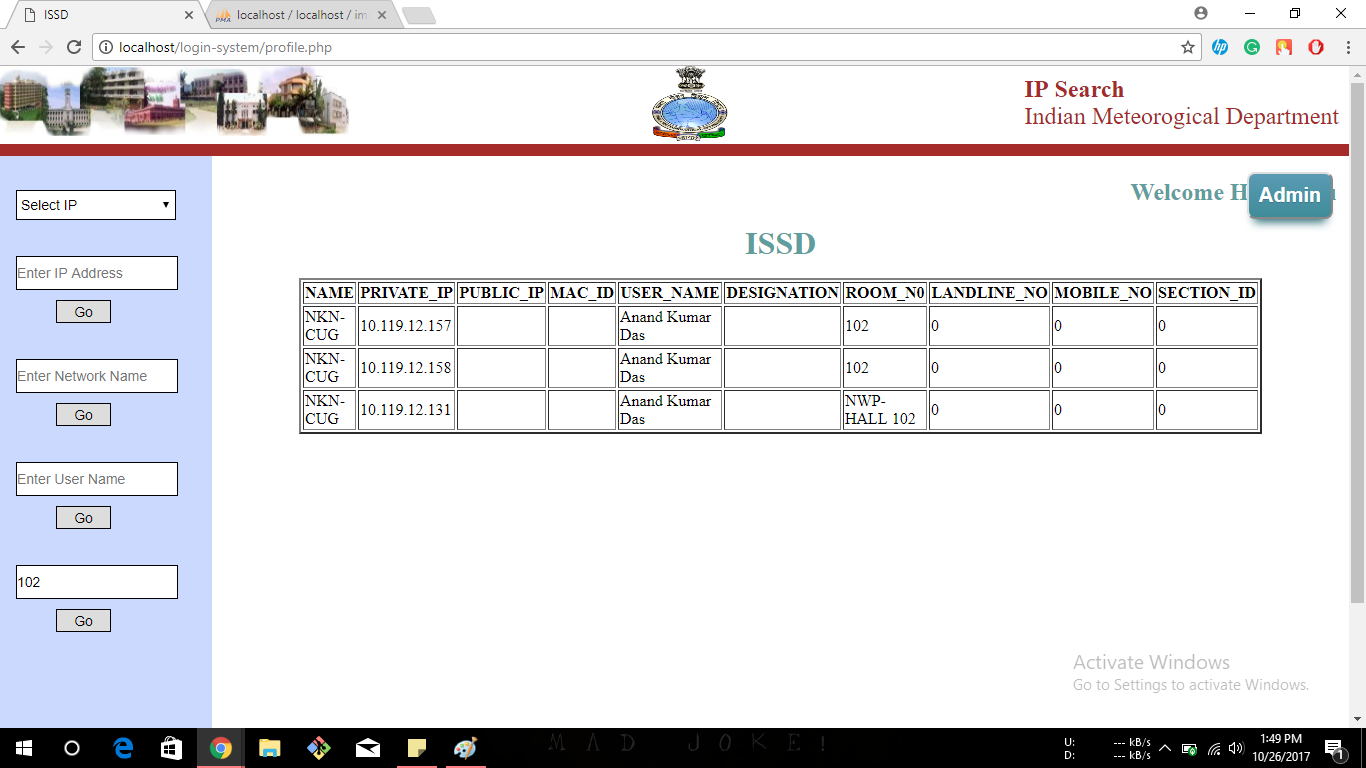 ISSD
localhost / localhost / im
localhost/login-system/profile.php
IP Search
Indian Meteorogical Department
Select IP
Enter IP Address
Go
Enter Network Name
Go
Enter User Name
Go
102
Go
Welcome H
Admin
ISSD
NAME PRIVATE_IP PUBLIC_IP MAC_ID USER_NAME DESIGNATION ROOM_N0 LANDLINE_NO MOBILE_NO SECTION_ID
NKN-CUG 10.119.12.157 Anand Kumar Das 102 0 0 0
NKN-CUG 10.119.12.158 Anand Kumar Das 102 0 0 0
NKN-CUG 10.119.12.131 Anand Kumar Das NWP-HALL 102 0 0 0
Activate Windows
Go to Settings to activate Windows.
MAD JOKE!
U: --- kB/s
D: --- kB/s
1:49 PM
10/26/2017
1